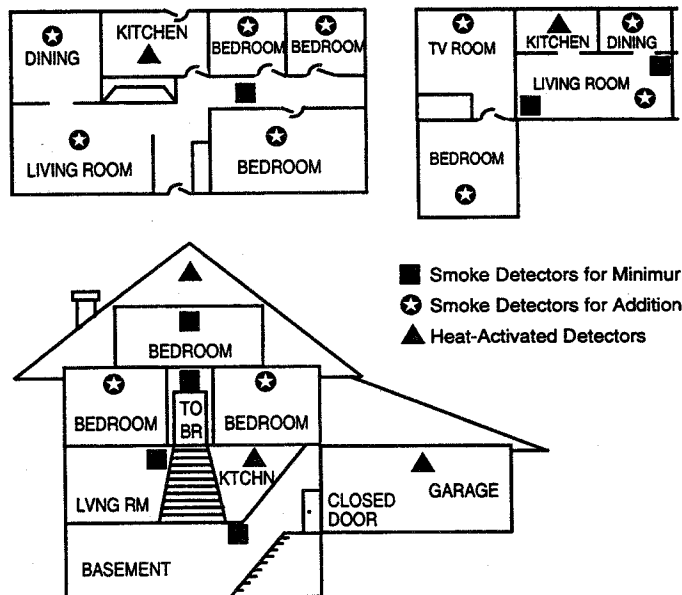 KITCHEN
DINING
BEDROOM
BEDROOM
LIVING ROOM
BEDROOM
TV ROOM
KITCHEN
DINING
LIVING ROOM
BEDROOM
Smoke Detectors for Minimur
Smoke Detectors for Addition
Heat-Activated Detectors
BEDROOM
BEDROOM
TO
BR
BEDROOM
LVNG RM
KTCHN
CLOSED
DOOR
GARAGE
BASEMENT